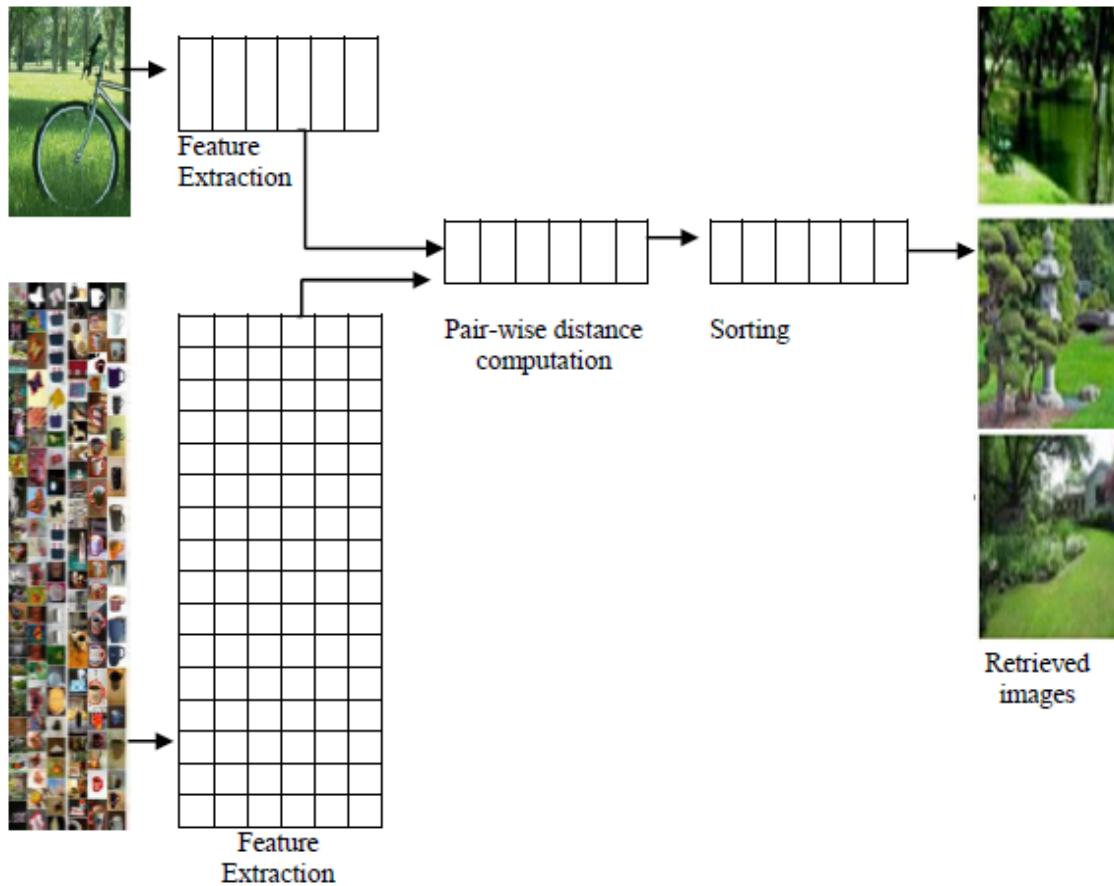 Feature
Extraction
Pair-wise distance
computation
Sorting
Retrieved
images
Feature
Extraction